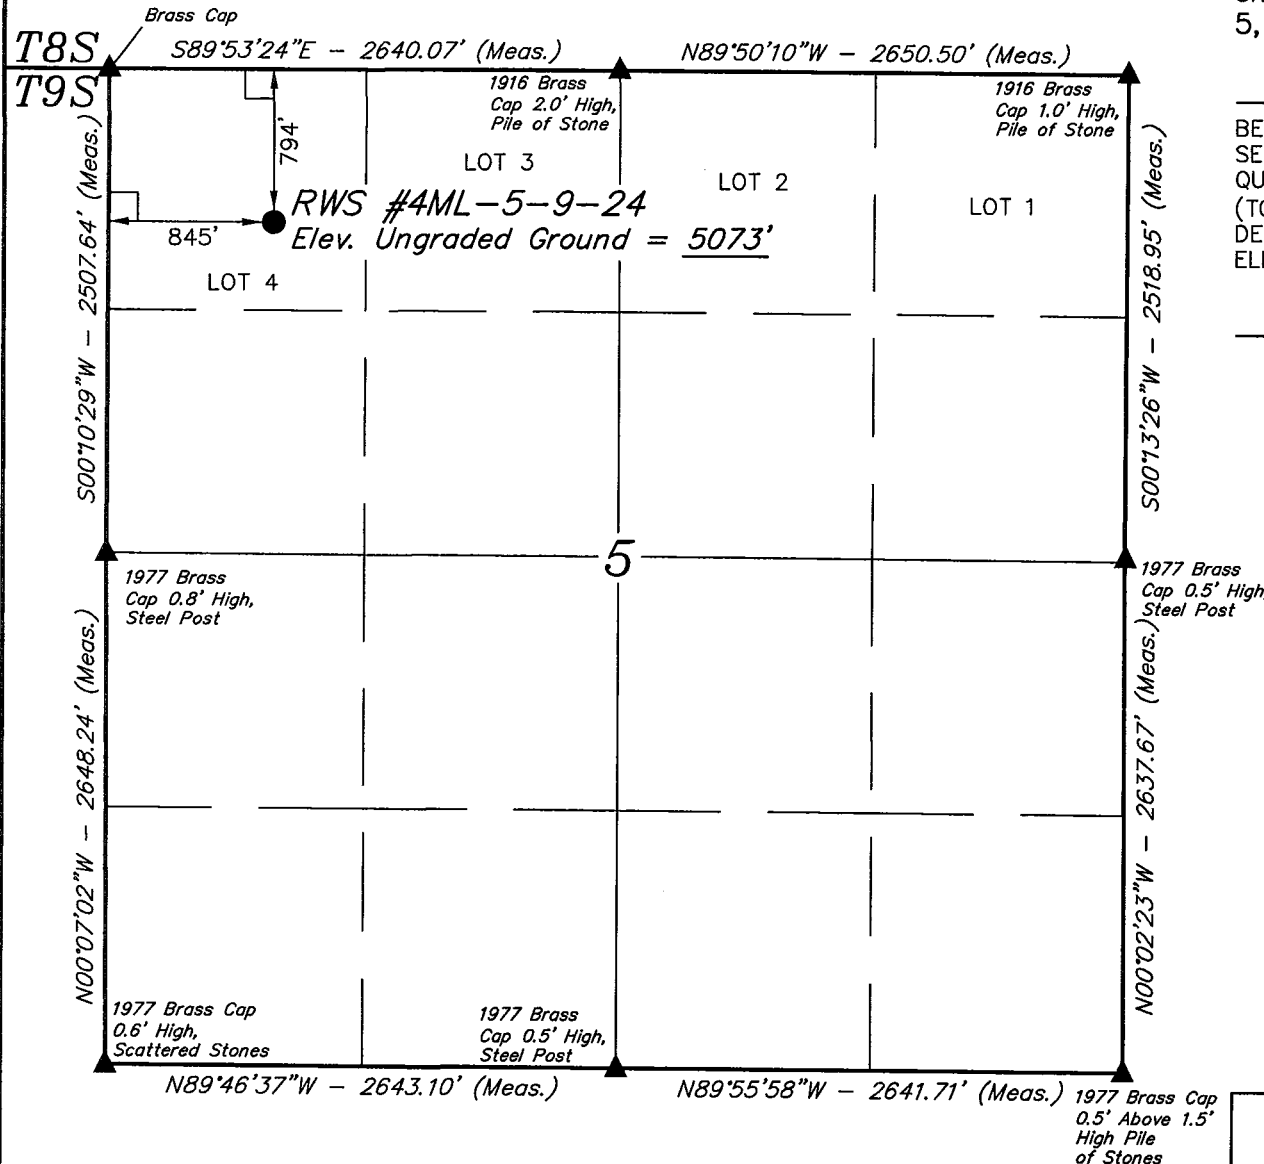 Brass Cap
T8S
S89°53'24"E – 2640.07' (Meas.)
N89°50'10"W – 2650.50' (Meas.)
5,
T9S
1916 Brass
Cap 2.0' High,
Pile of Stone
1916 Brass
Cap 1.0' High,
Pile of Stone
794'
LOT 3
LOT 2
LOT 1
BE
SE
QU
(TO
DE
ELE
RWS #4ML-5-9-24
Elev. Ungraded Ground = 5073'
845'
LOT 4
S00°10'29"W – 2507.64' (Meas.)
S00°13'26"W – 2518.95' (Meas.)
5
1977 Brass
Cap 0.8' High,
Steel Post
1977 Brass
Cap 0.5' High,
Steel Post
N00°07'02"W – 2648.24' (Meas.)
N00°02'23"W – 2637.67' (Meas.)
1977 Brass Cap
0.6' High,
Scattered Stones
1977 Brass
Cap 0.5' High,
Steel Post
N89°46'37"W – 2643.10' (Meas.)
N89°55'58"W – 2641.71' (Meas.)
1977 Brass Cap
0.5' Above 1.5'
High Pile
of Stones